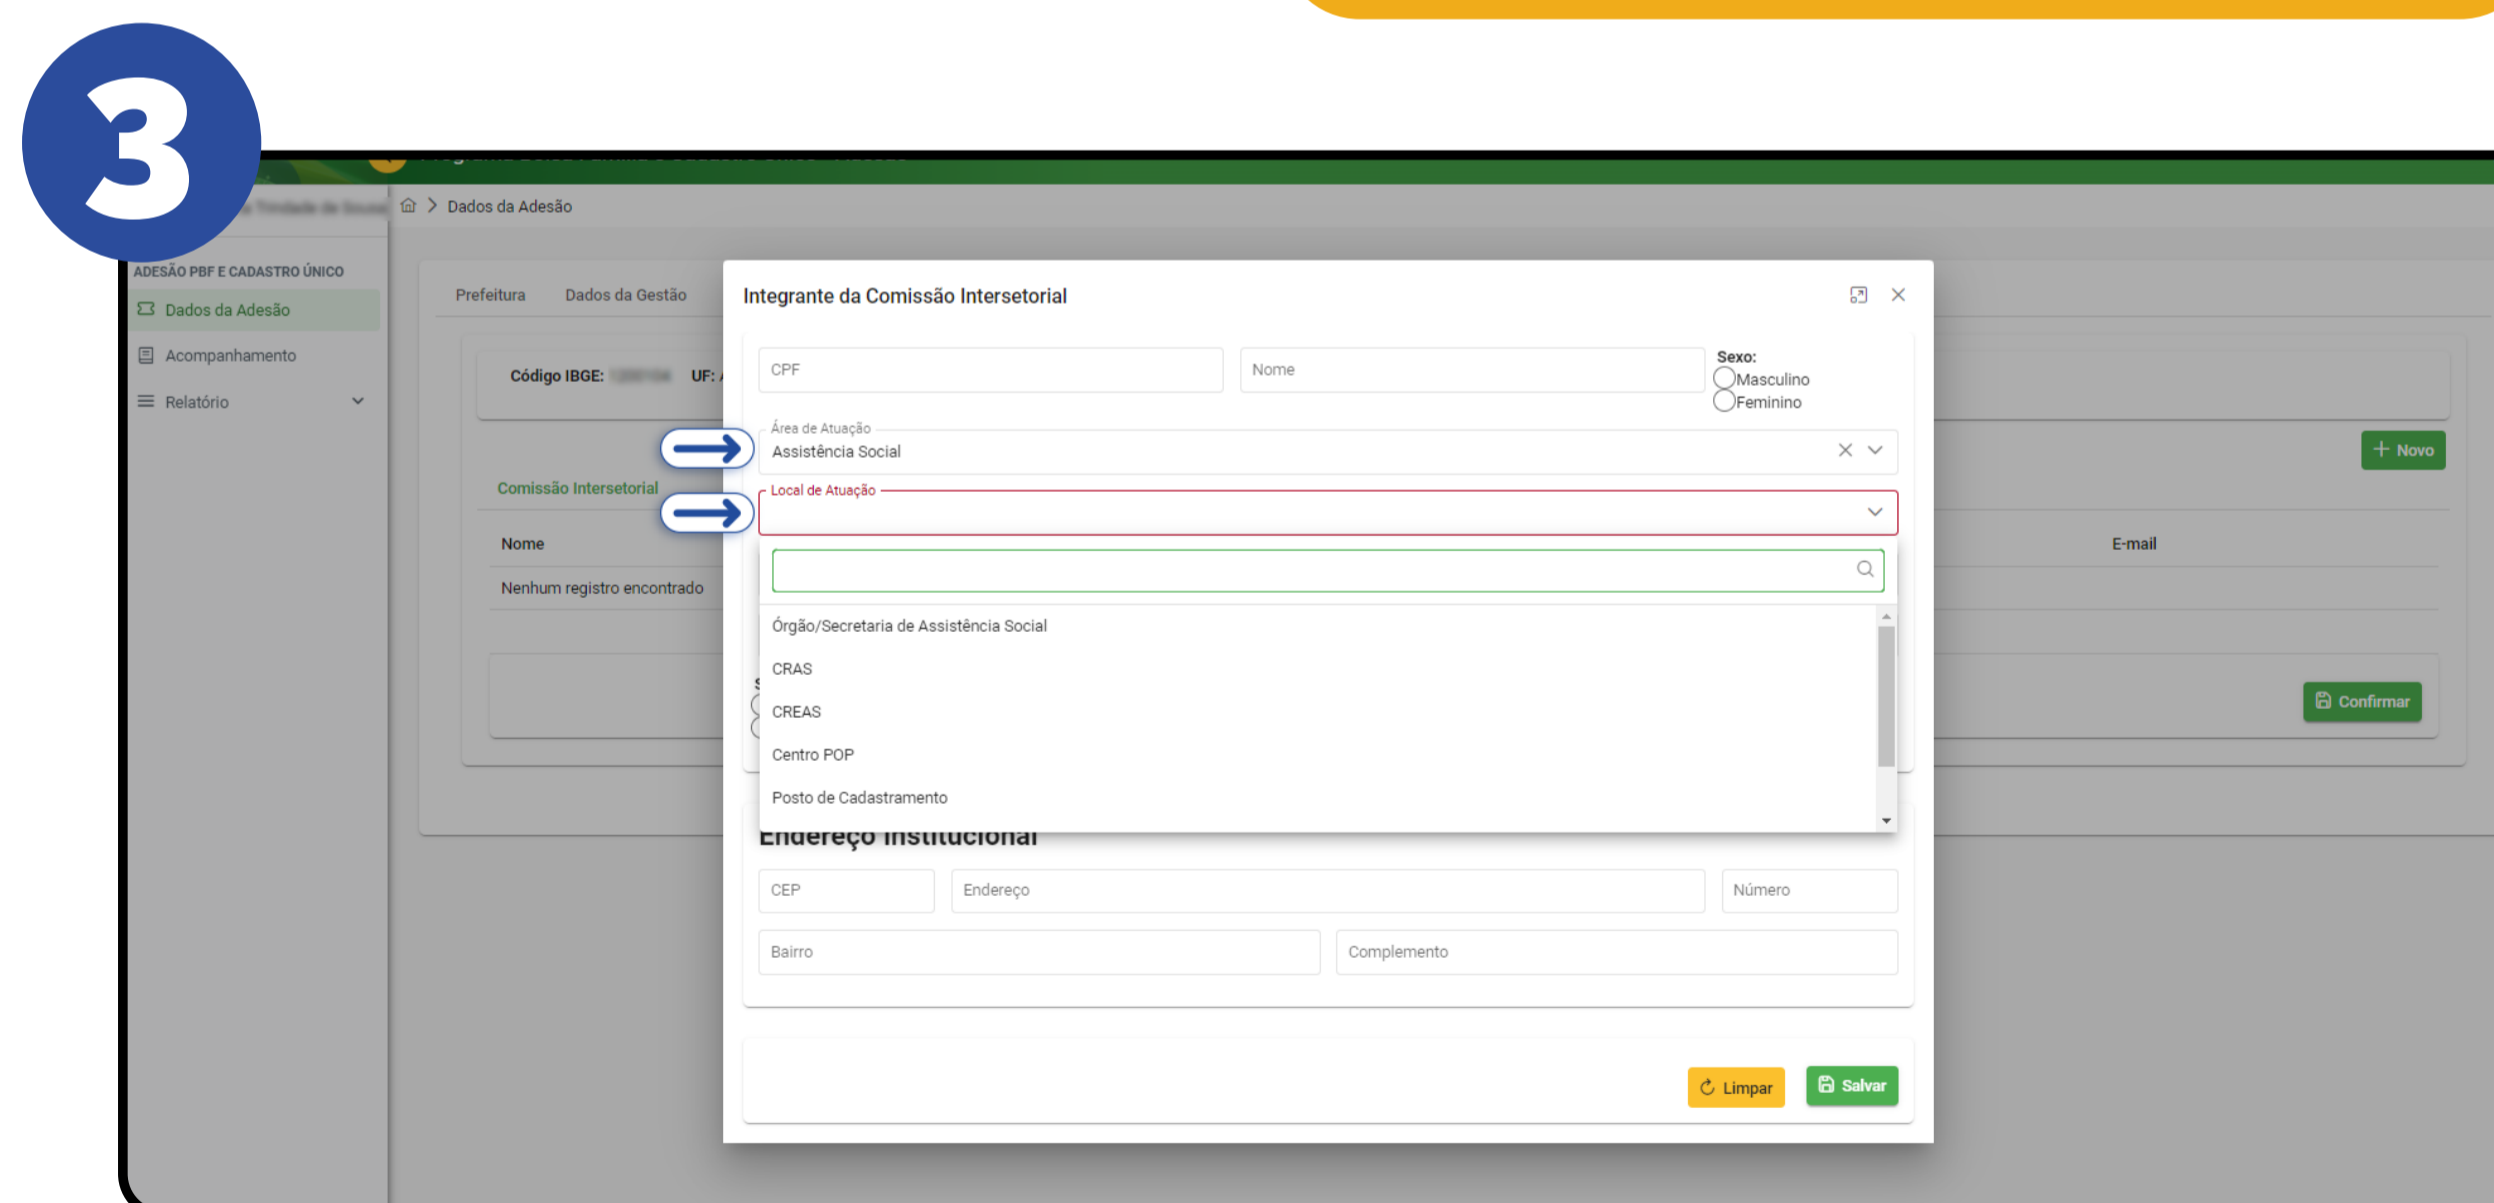 3
Dados da Adesão
ADESÃO PBF E CADASTRO ÚNICO
Dados da Adesão
Acompanhamento
Relatório
Prefeitura Dados da Gestão
Código IBGE: UF:
Comissão Intersetorial
Nome
Nenhum registro encontrado
Integrante da Comissão Intersetorial
CPF
Nome
Sexo:
Masculino
Feminino
Área de Atuação
Assistência Social
Local de Atuação
Órgão/Secretaria de Assistência Social
CRAS
CREAS
Centro POP
Posto de Cadastramento
Endereço Institucional
CEP Endereço Número
Bairro Complemento
Limpar Salvar
Novo
E-mail
Confirmar